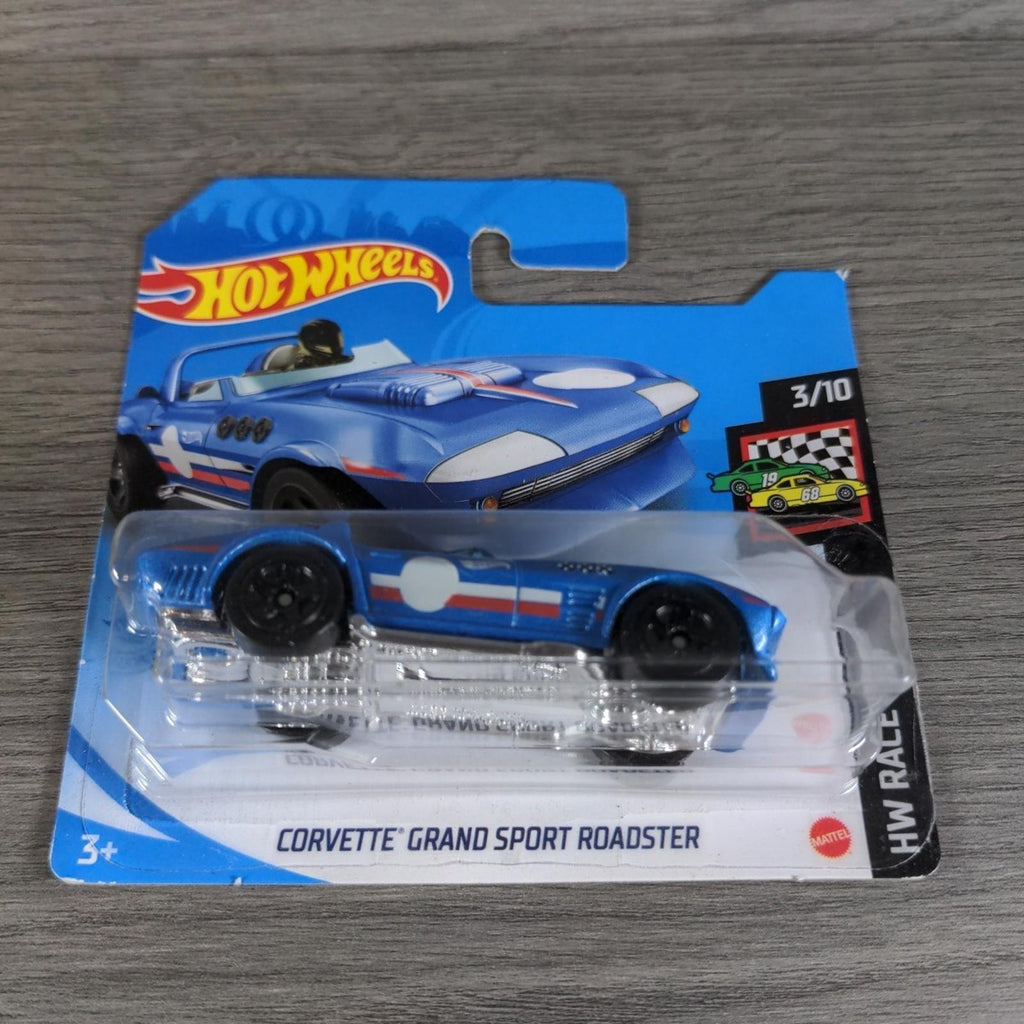 HOT WHEELS
3/10
19
68
HW RACE
3+
CORVETTE® GRAND SPORT ROADSTER
MATTEL